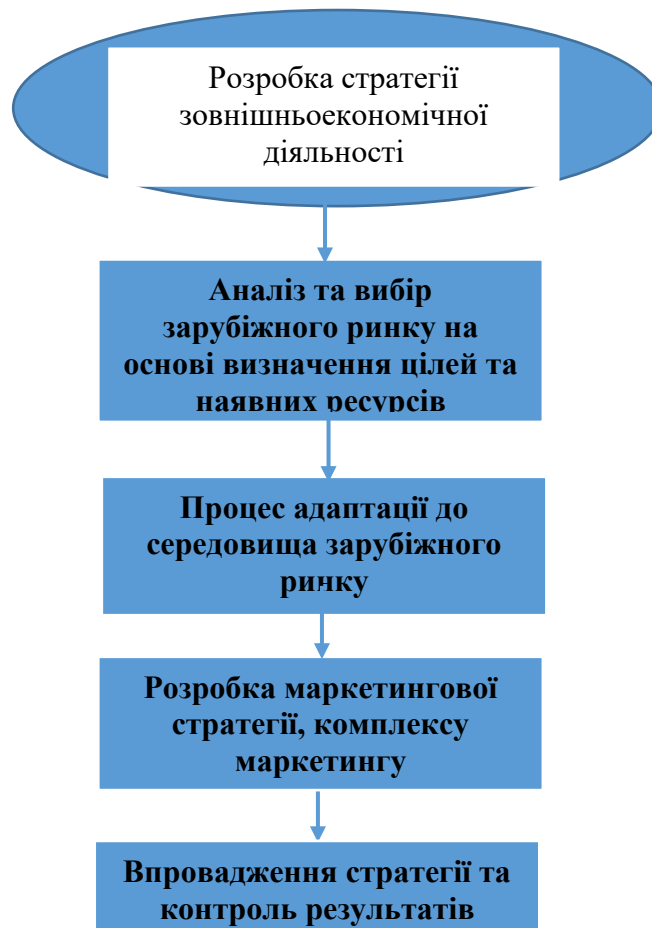 Розробка стратегії
зовнішньоекономічної
діяльності
Аналіз та вибір
зарубіжного ринку на
основі визначення цілей та
наявних ресурсів
Процес адаптації до
середовища зарубіжного
ринку
Розробка маркетингової
стратегії, комплексу
маркетингу
Впровадження стратегії та
контроль результатів